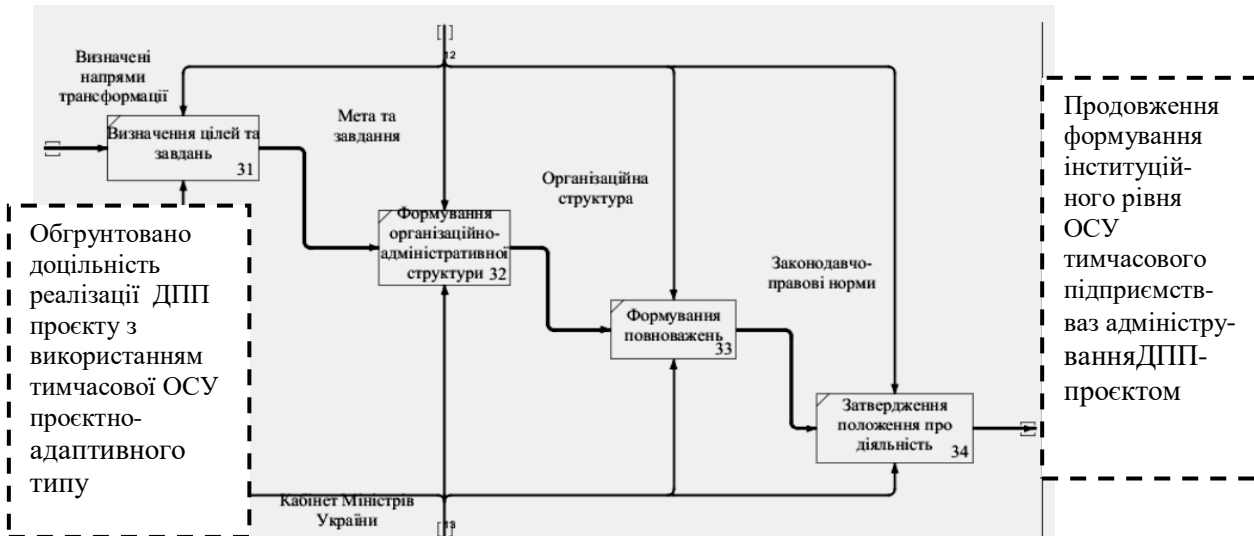 12
Визначені
напрями
трансформації
Визначення цілей та
завдань
31
Мета та
завдання
Формування
організаційно-
адміністративної
структури 32
Організаційна
структура
Формування
повноважень
33
Законодавчо-
правові норми
Затвердження
положення про
діяльність
34
Обгрунтовано
доцільність
реалізації ДПП
проєкту з
використанням
тимчасової ОСУ
проєктно-
адаптивного
типу
Кабінет Міністрів
України
13
Продовження
формування
інституцій-
ного рівня
ОСУ
тимчасового
підприємств-
ваз адміністру-
ванняДПП-
проєктом